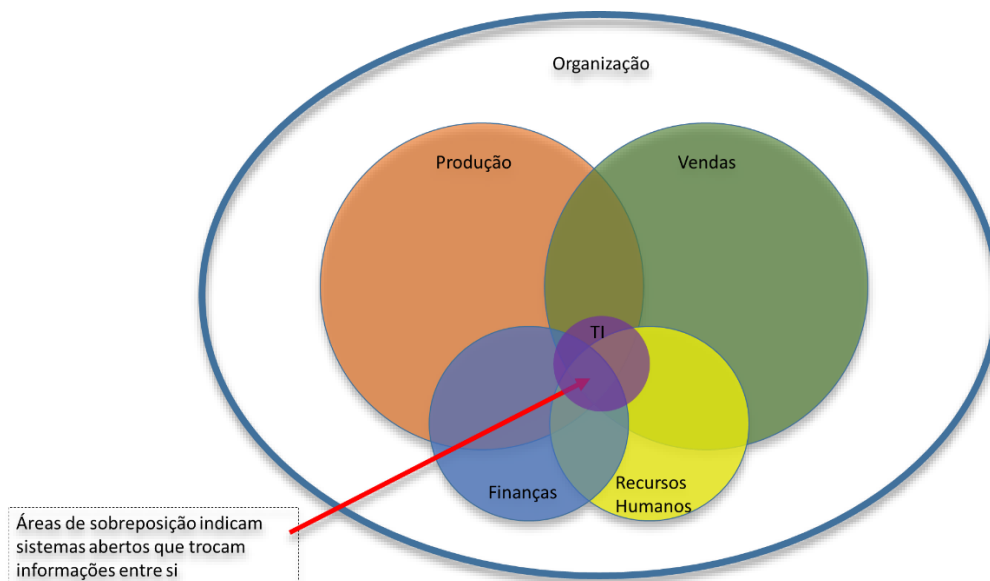 Organização
Produção
Vendas
TI
Finanças
Recursos
Humanos
Áreas de sobreposição indicam
sistemas abertos que trocam
informações entre si